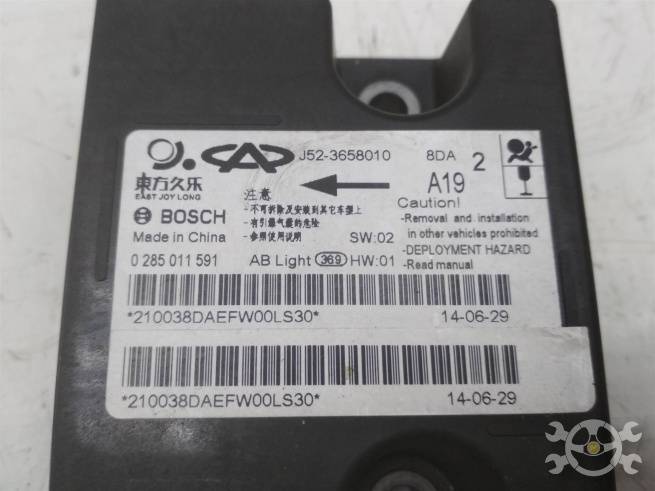 J52-3658010 8DA 2
東方久乐
EAST JOY LONG
A19
注意
-不可拆除及安装到其它车型上
-有引爆气囊的危险
-参照使用说明
Caution!
-Removal and installation
in other vehicles prohibited
-DEPLOYMENT HAZARD
-Read manual
BOSCH
Made in China
SW:02
0 285 011 591 AB Light 369 HW:01
*210038DAEFW00LS30* 14-06-29
*210038DAEFW00LS30* 14-06-29